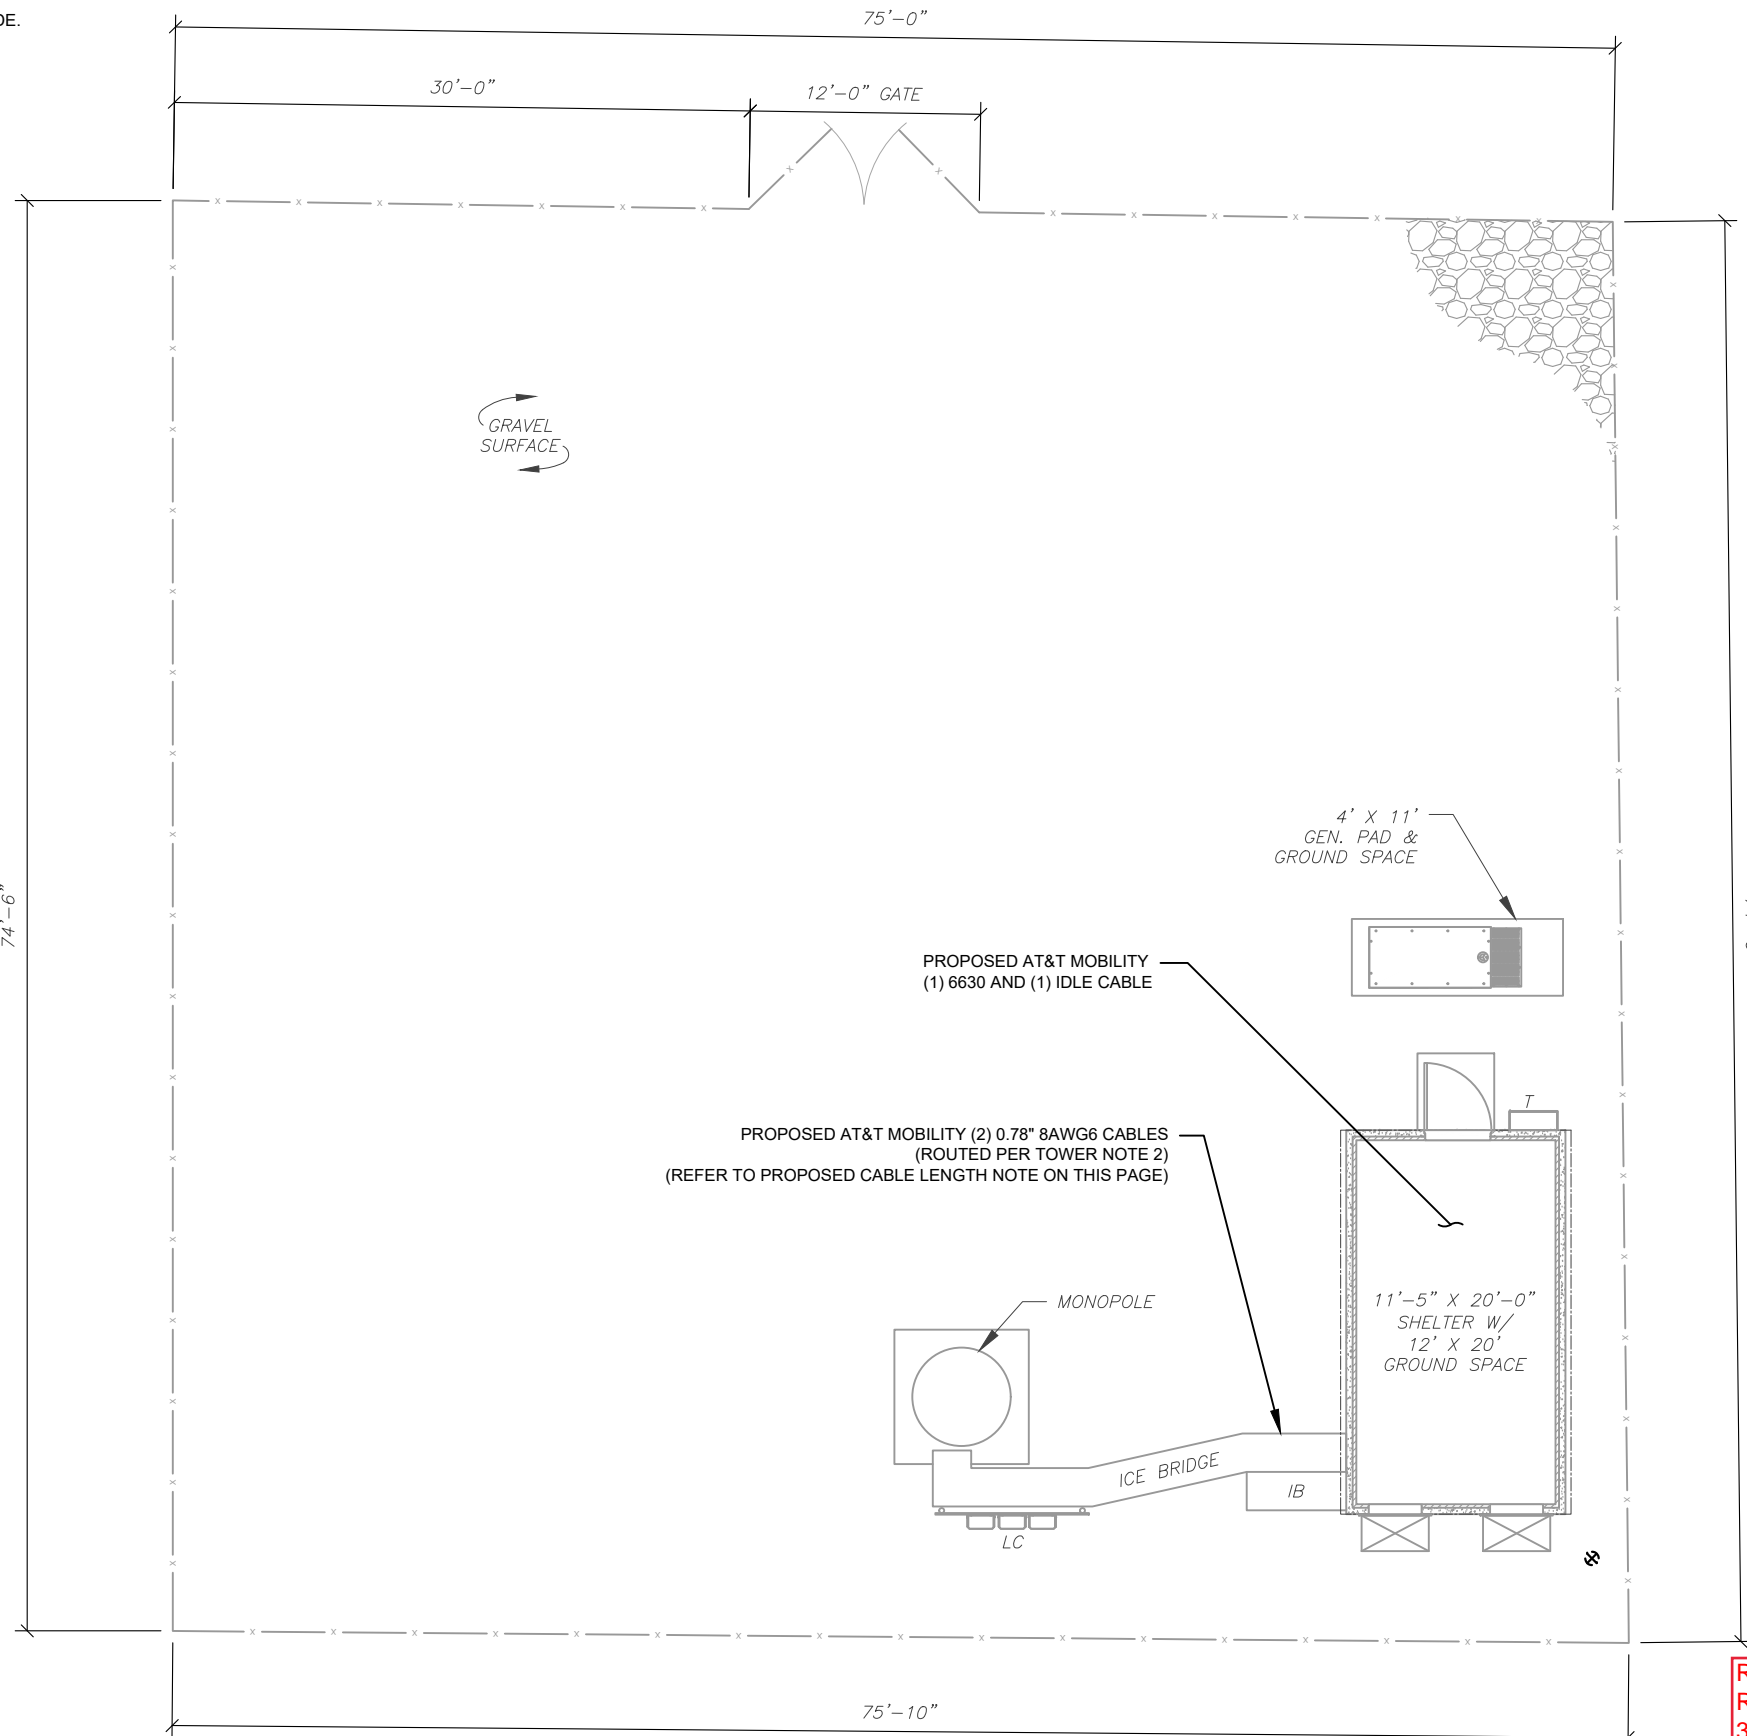 DE.
75'-0"
30'-0"
12'-0" GATE
GRAVEL
SURFACE
74'-6"
4' X 11'
GEN. PAD &
GROUND SPACE
PROPOSED AT&T MOBILITY
(1) 6630 AND (1) IDLE CABLE
T
PROPOSED AT&T MOBILITY (2) 0.78" 8AWG6 CABLES
(ROUTED PER TOWER NOTE 2)
(REFER TO PROPOSED CABLE LENGTH NOTE ON THIS PAGE)
MONOPOLE
11'-5" X 20'-0"
SHELTER W/
12' X 20'
GROUND SPACE
ICE BRIDGE
IB
LC
75'-10"
R
R
3